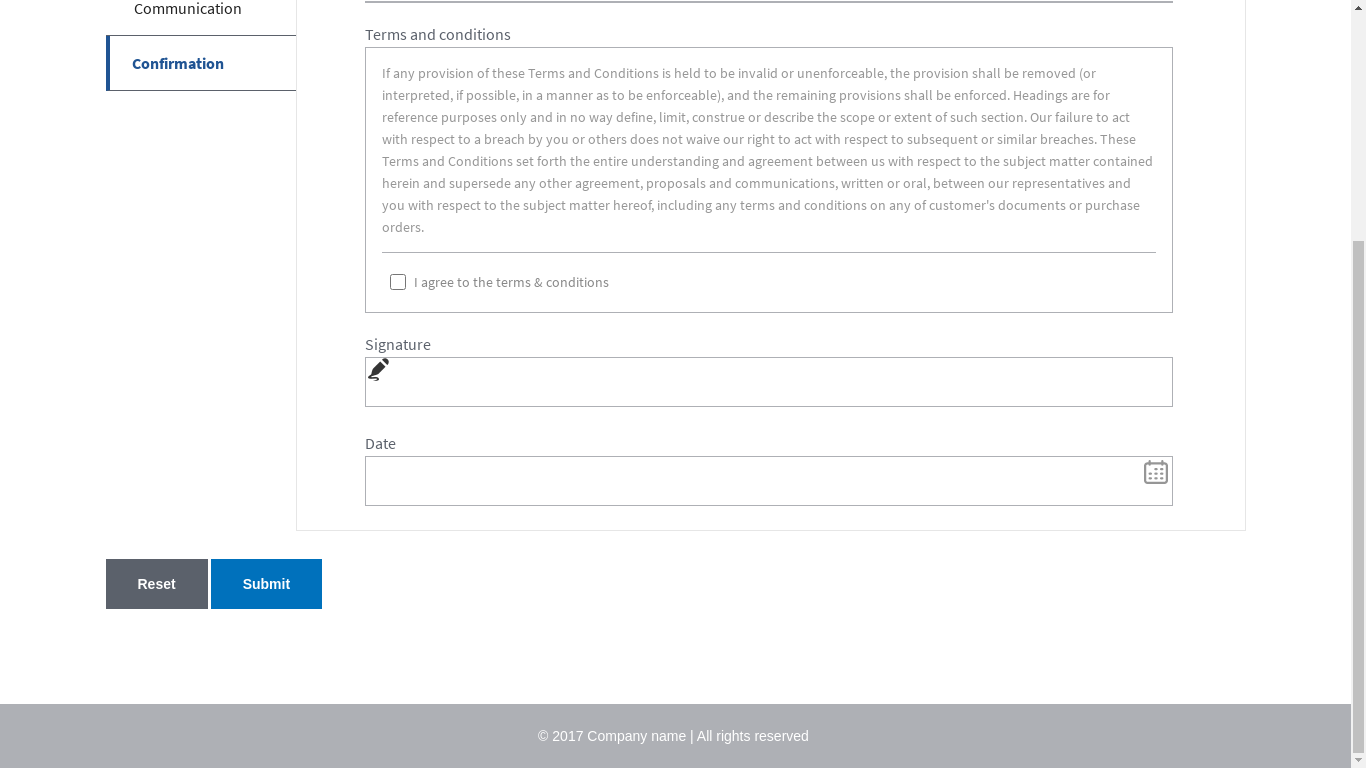 Communication
Confirmation
Terms and conditions
If any provision of these Terms and Conditions is held to be invalid or unenforceable, the provision shall be removed (or
interpreted, if possible, in a manner as to be enforceable), and the remaining provisions shall be enforced. Headings are for
reference purposes only and in no way define, limit, construe or describe the scope or extent of such section. Our failure to act
with respect to a breach by you or others does not waive our right to act with respect to subsequent or similar breaches. These
Terms and Conditions set forth the entire understanding and agreement between us with respect to the subject matter contained
herein and supersede any other agreement, proposals and communications, written or oral, between our representatives and
you with respect to the subject matter hereof, including any terms and conditions on any of customer's documents or purchase
orders.
I agree to the terms & conditions
Signature
Date
Reset
Submit
© 2017 Company name | All rights reserved